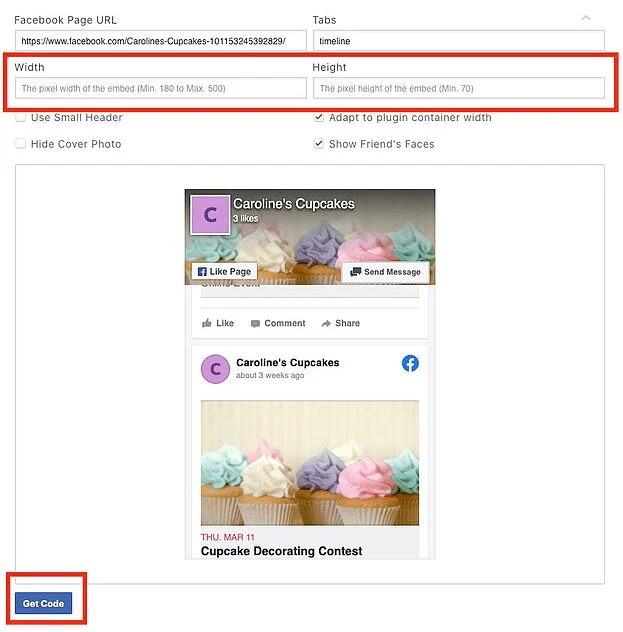 Facebook Page URL
Tabs
https://www.facebook.com/Carolines-Cupcakes-101153245392829/
timeline
Width
Height
The pixel width of the embed (Min. 180 to Max. 500)
The pixel height of the embed (Min. 70)
Use Small Header
Adapt to plugin container width
Hide Cover Photo
Show Friend's Faces
C
Caroline's Cupcakes
3 likes
Like Page
Send Message
Online Event
Like
Comment
Share
C
Caroline's Cupcakes
about 3 weeks ago
THU. MAR 11
Cupcake Decorating Contest
Get Code